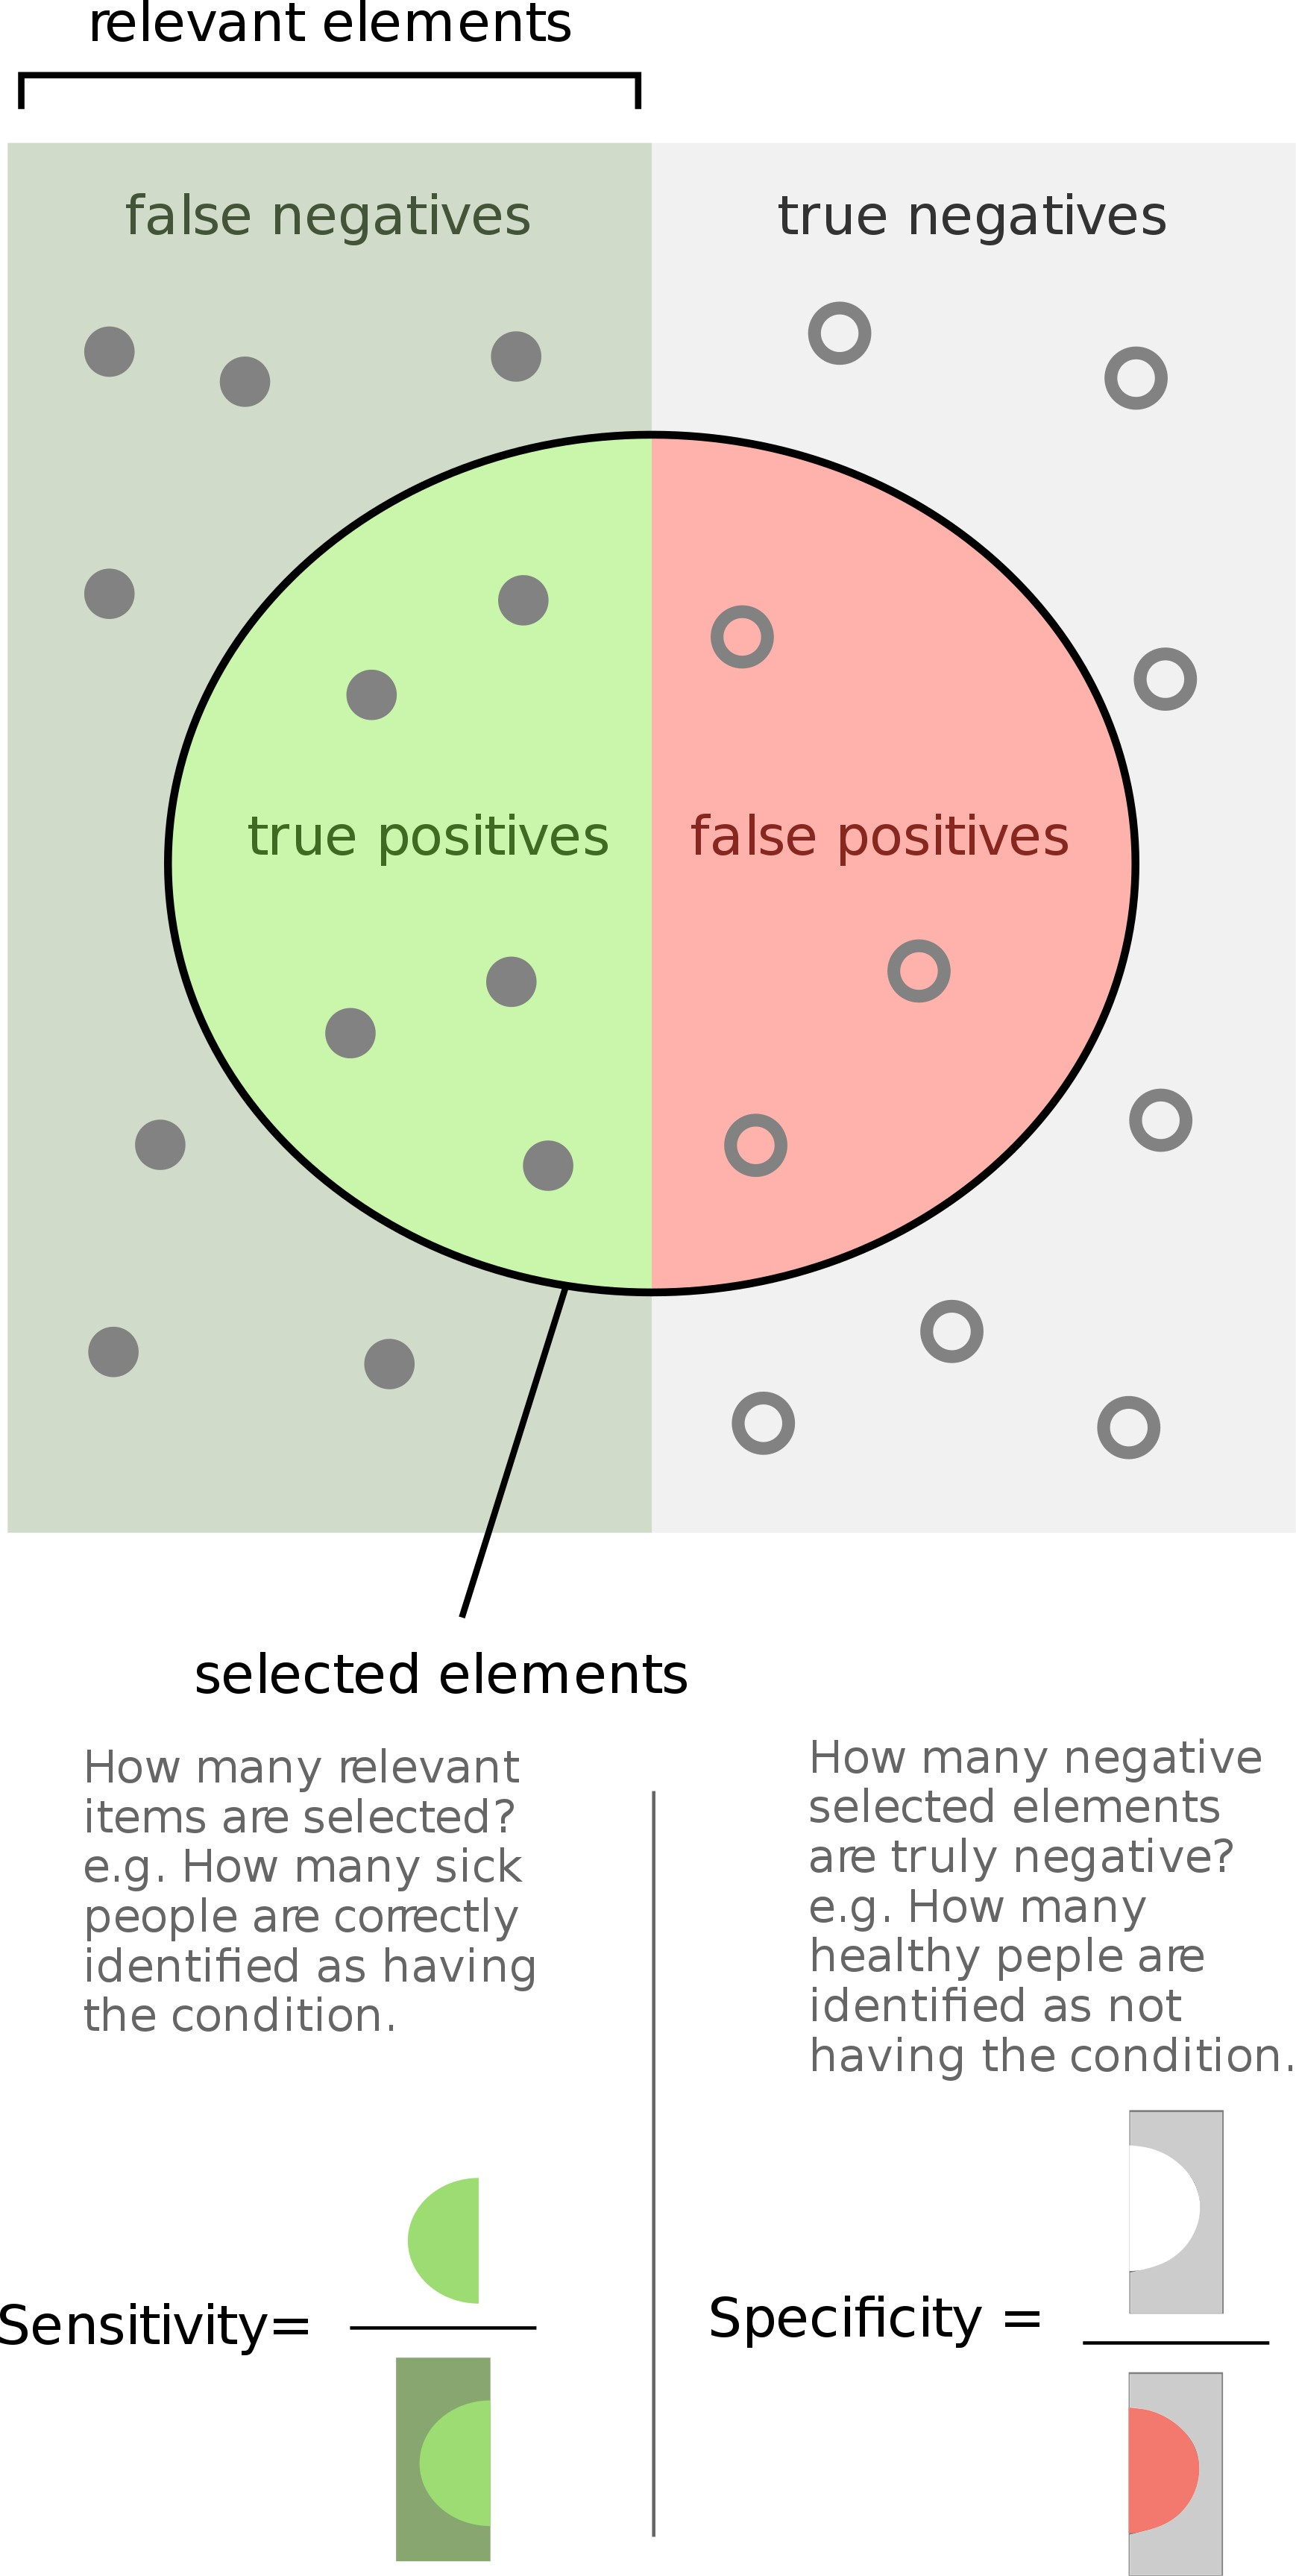 relevant elements
false negatives
true negatives
true positives
false positives
selected elements
How many relevant
items are selected?
e.g. How many sick
people are correctly
identified as having
the condition.
How many negative
selected elements
are truly negative?
e.g. How many
healthy peple are
identified as not
having the condition.
Sensitivity=
Specificity =